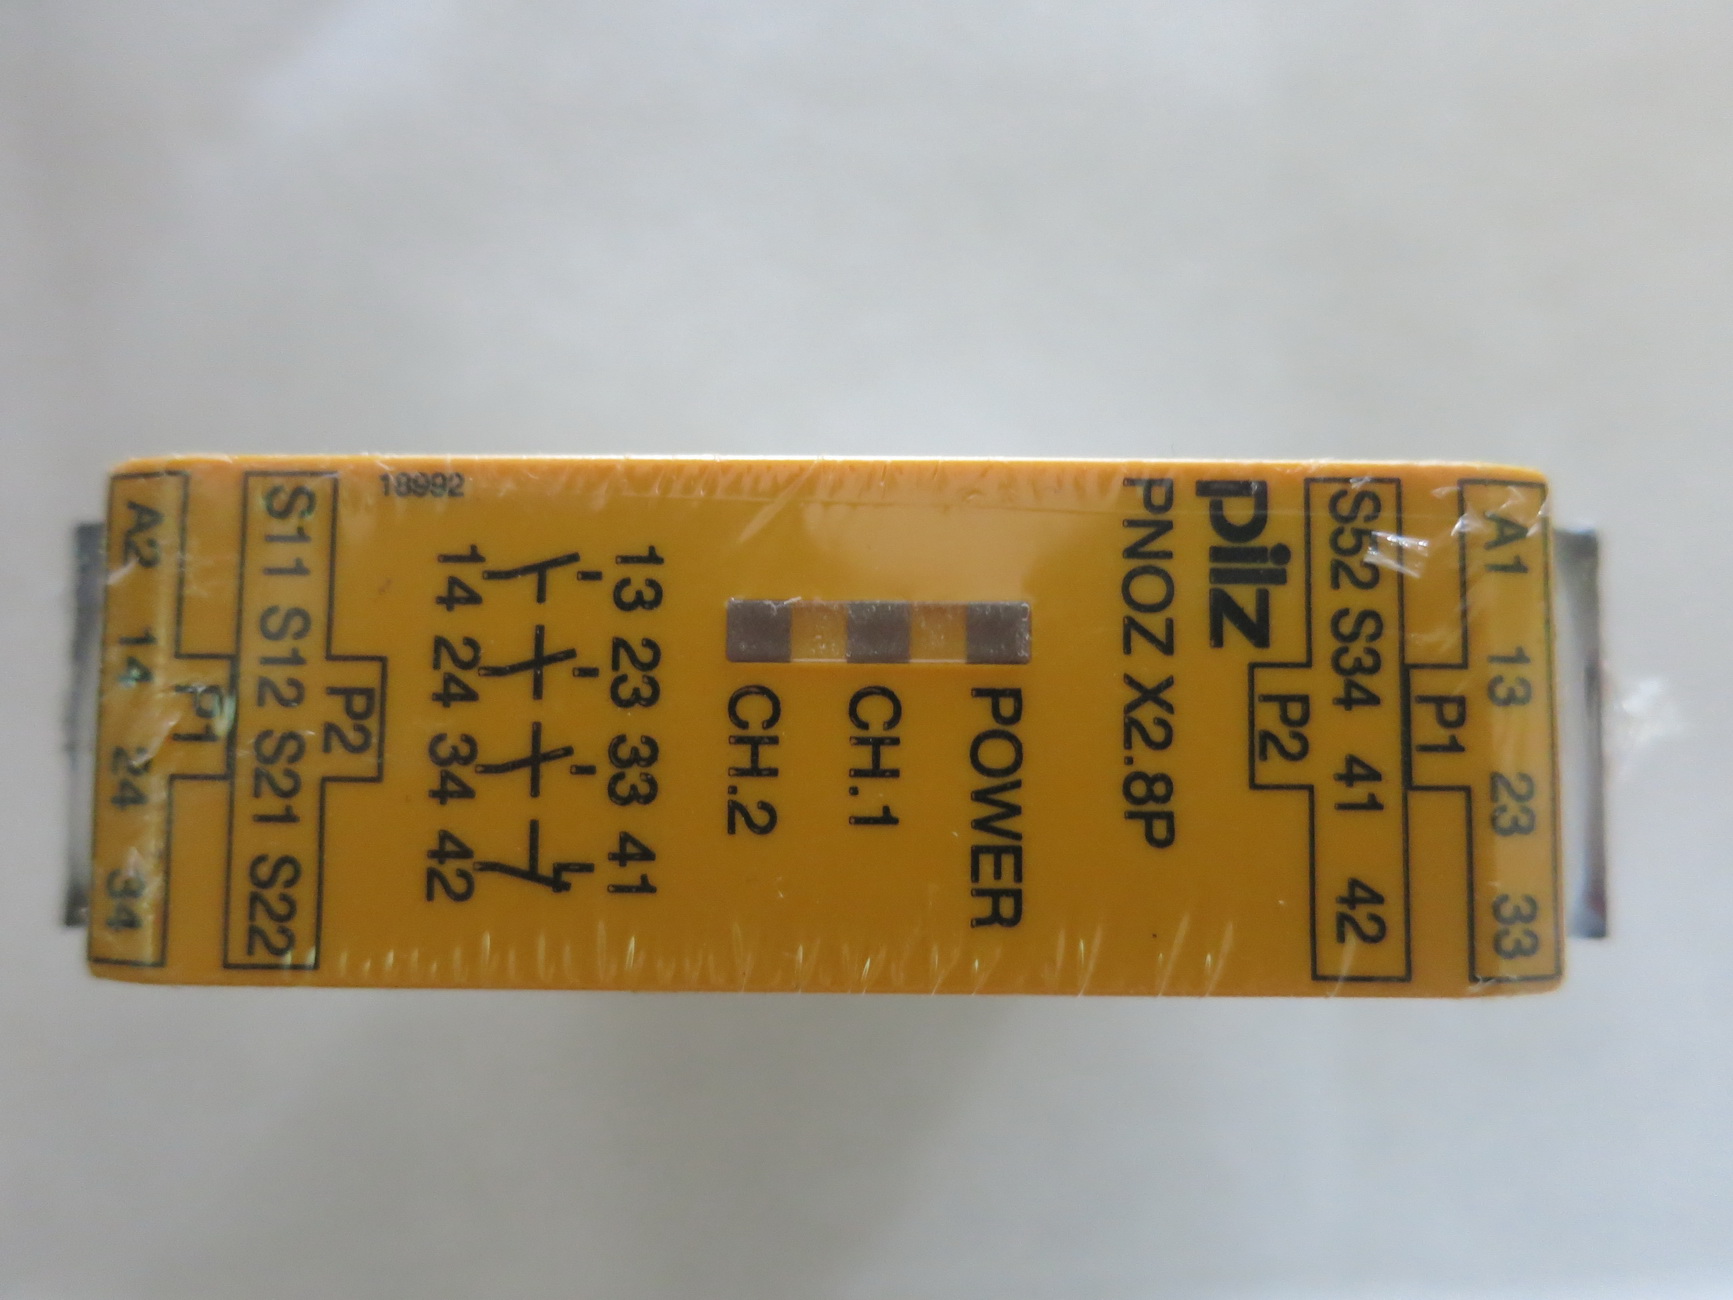 A1 13 23 33
P1
S52 S34 41 42
P2
pilz
PNOZ X2.8P
POWER
CH.1
CH.2
13 23 33 41
14 24 34 42
18992
P2
S11 S12 S21 S22
P1
A2 14 24 34